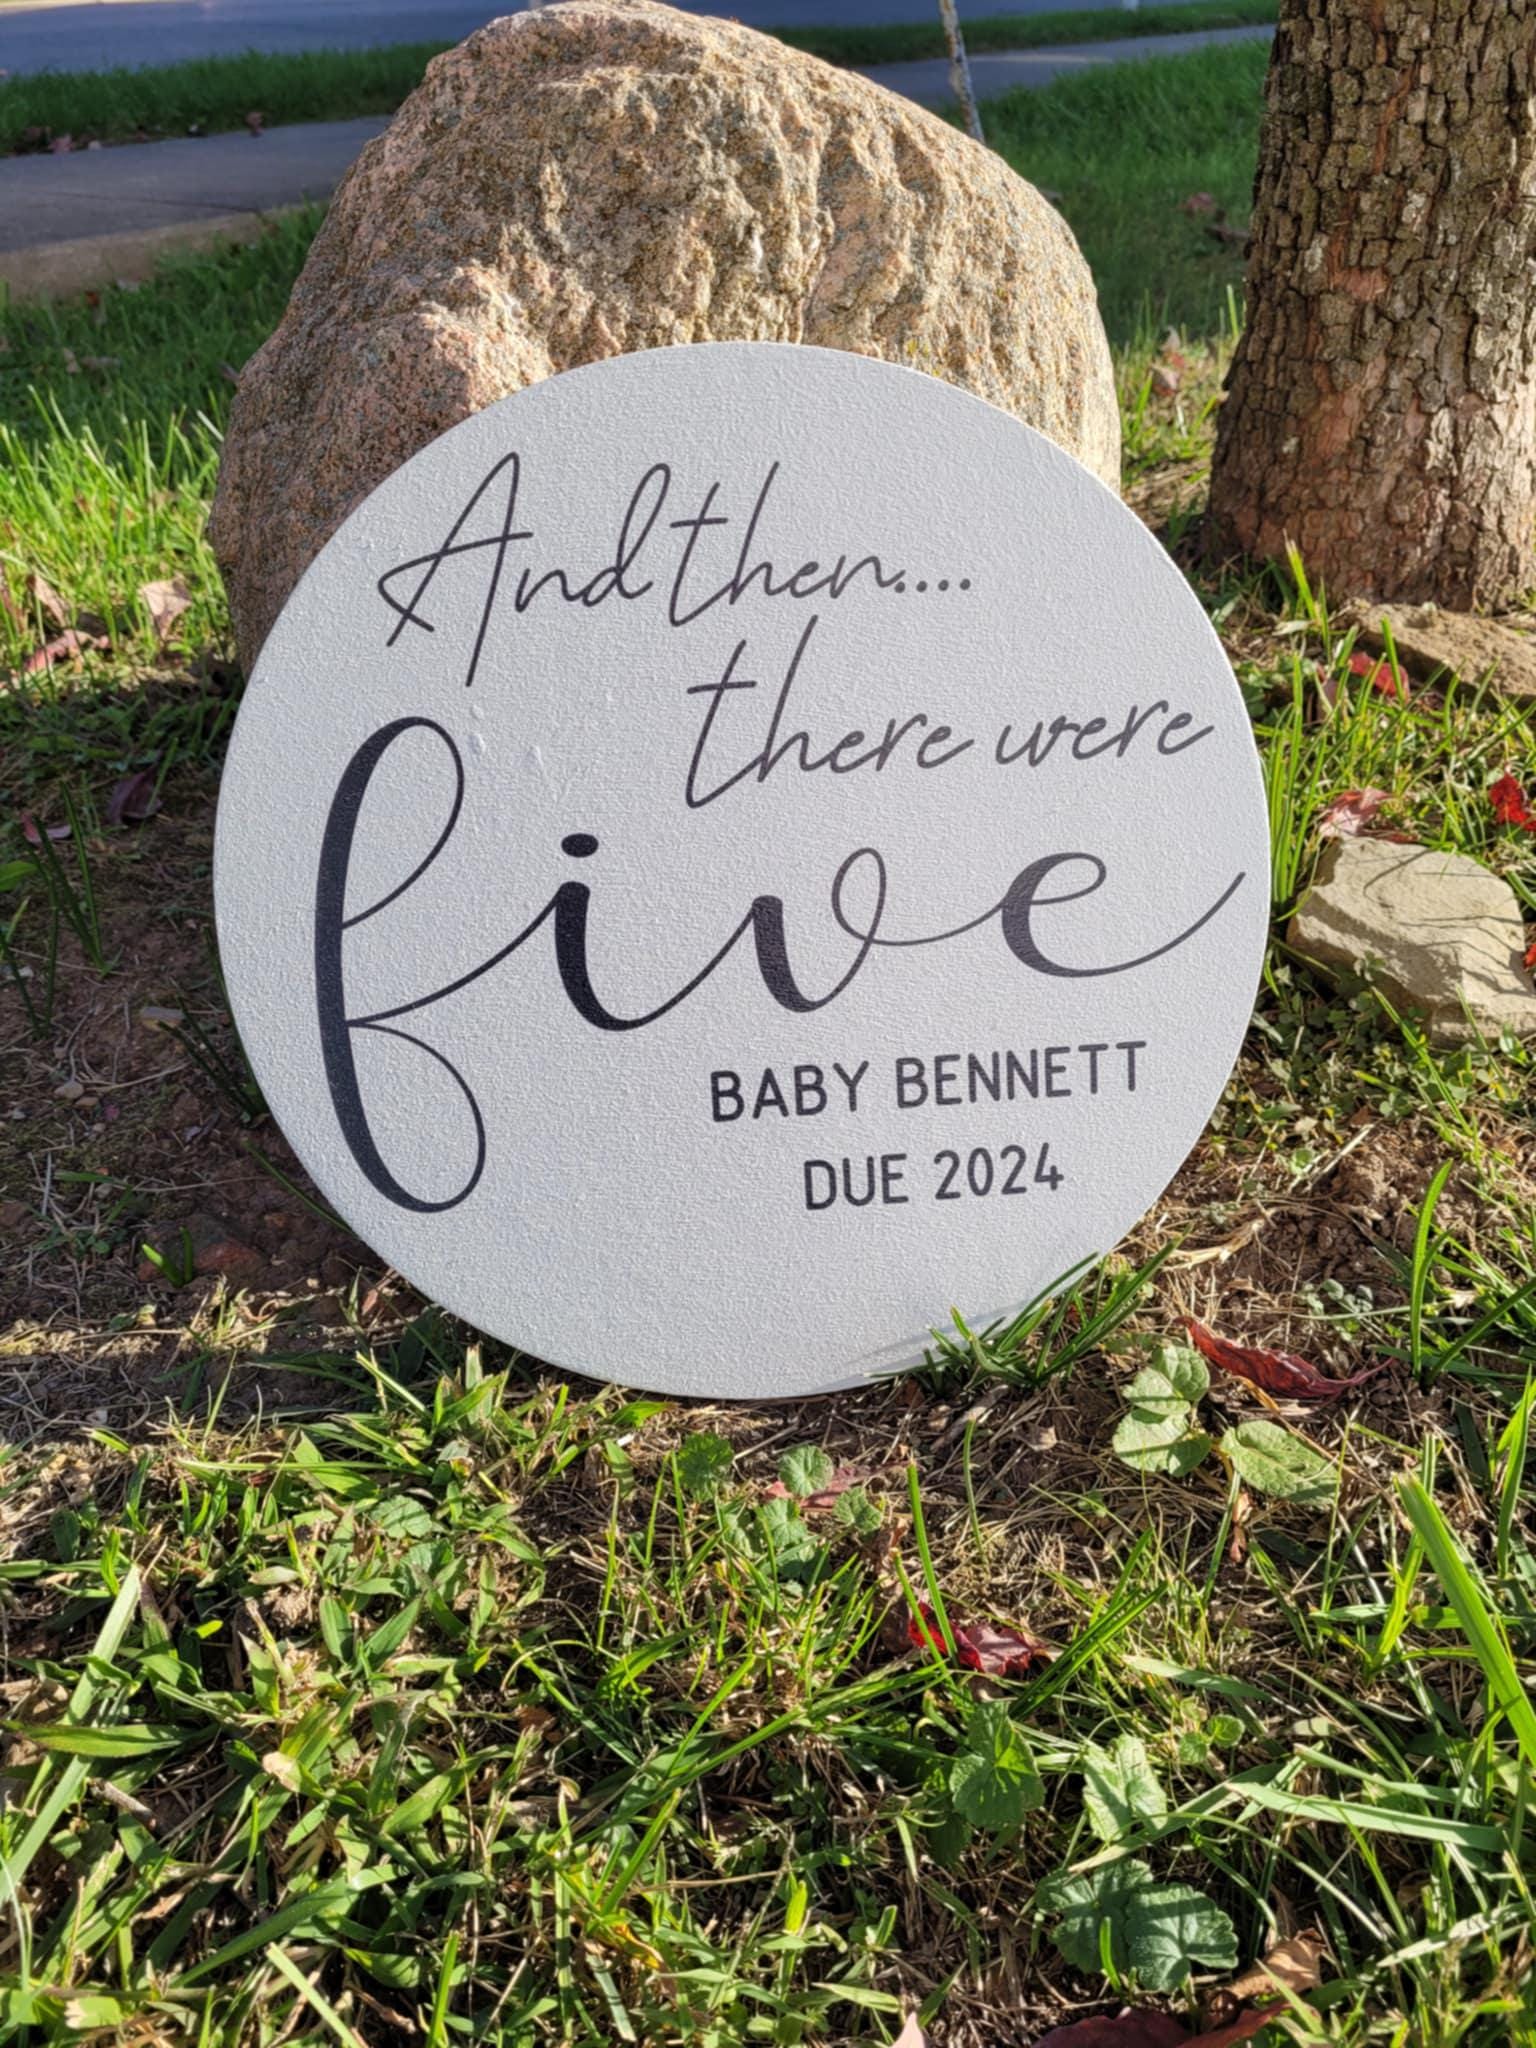 And then....
there were
five
BABY BENNETT
DUE 2024